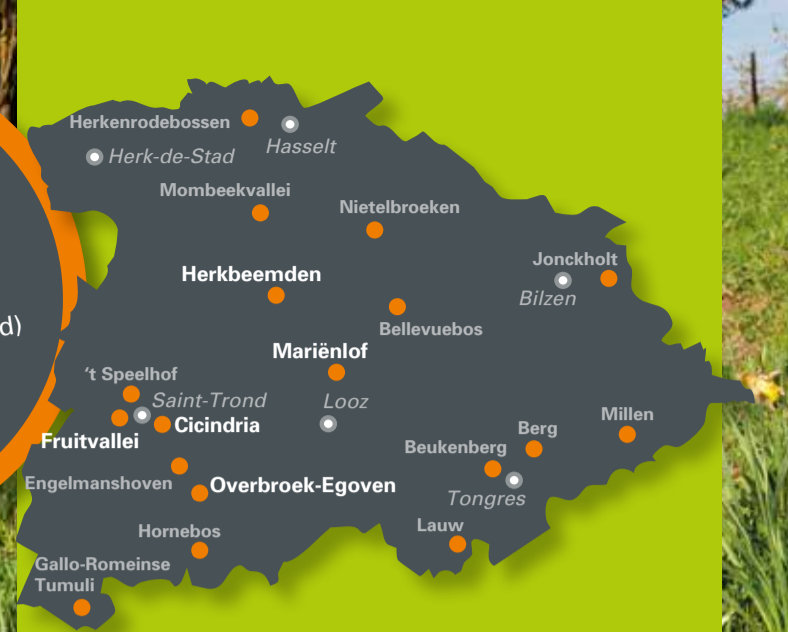 Herkenrodebossen
Hasselt
Herk-de-Stad
Mombeekvallei
Nietelbroeken
Jonckholt
Herkbeemden
Bilzen
d)
Bellevuebos
Mariënlof
‘t Speelhof
Saint-Trond
Looz
Cicindria
Millen
Fruitvallei
Berg
Beukenberg
Engelmanshoven
Overbroek-Egoven
Tongres
Lauw
Hornebos
Gallo-Romeinse
Tumuli